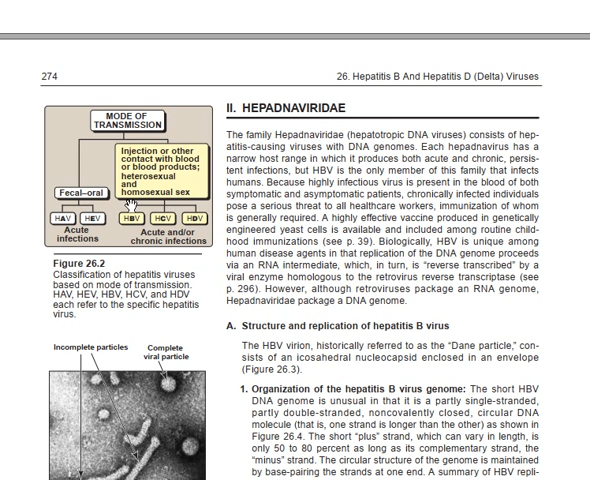 274
26. Hepatitis B And Hepatitis D (Delta) Viruses
MODE OF
TRANSMISSION
Injection or other
contact with blood
or blood products;
heterosexual
and
homosexual sex
Fecal–oral
HAV
HEV
HBV
HCV
HDV
Acute
infections
Acute and/or
chronic infections
Figure 26.2
Classification of hepatitis viruses
based on mode of transmission.
HAV, HEV, HBV, HCV, and HDV
each refer to the specific hepatitis
virus.
Incomplete particles
Complete
viral particle
II. HEPADNAVIRIDAE
The family Hepadnaviridae (hepatotropic DNA viruses) consists of hep-
atitis-causing viruses with DNA genomes. Each hepadnavirus has a
narrow host range in which it produces both acute and chronic, persis-
tent infections, but HBV is the only member of this family that infects
humans. Because highly infectious virus is present in the blood of both
symptomatic and asymptomatic patients, chronically infected individuals
pose a serious threat to all healthcare workers, immunization of whom
is generally required. A highly effective vaccine produced in genetically
engineered yeast cells is available and included among routine child-
hood immunizations (see p. 39). Biologically, HBV is unique among
human disease agents in that replication of the DNA genome proceeds
via an RNA intermediate, which, in turn, is “reverse transcribed” by a
viral enzyme homologous to the retrovirus reverse transcriptase (see
p. 296). However, although retroviruses package an RNA genome,
Hepadnaviridae package a DNA genome.
A. Structure and replication of hepatitis B virus
The HBV virion, historically referred to as the “Dane particle,” con-
sists of an icosahedral nucleocapsid enclosed in an envelope
(Figure 26.3).
1. Organization of the hepatitis B virus genome: The short HBV
DNA genome is unusual in that it is a partly single-stranded,
partly double-stranded, noncovalently closed, circular DNA
molecule (that is, one strand is longer than the other) as shown in
Figure 26.4. The short “plus” strand, which can vary in length, is
only 50 to 80 percent as long as its complementary strand, the
“minus” strand. The circular structure of the genome is maintained
by base-pairing the strands at one end. A summary of HBV repli-